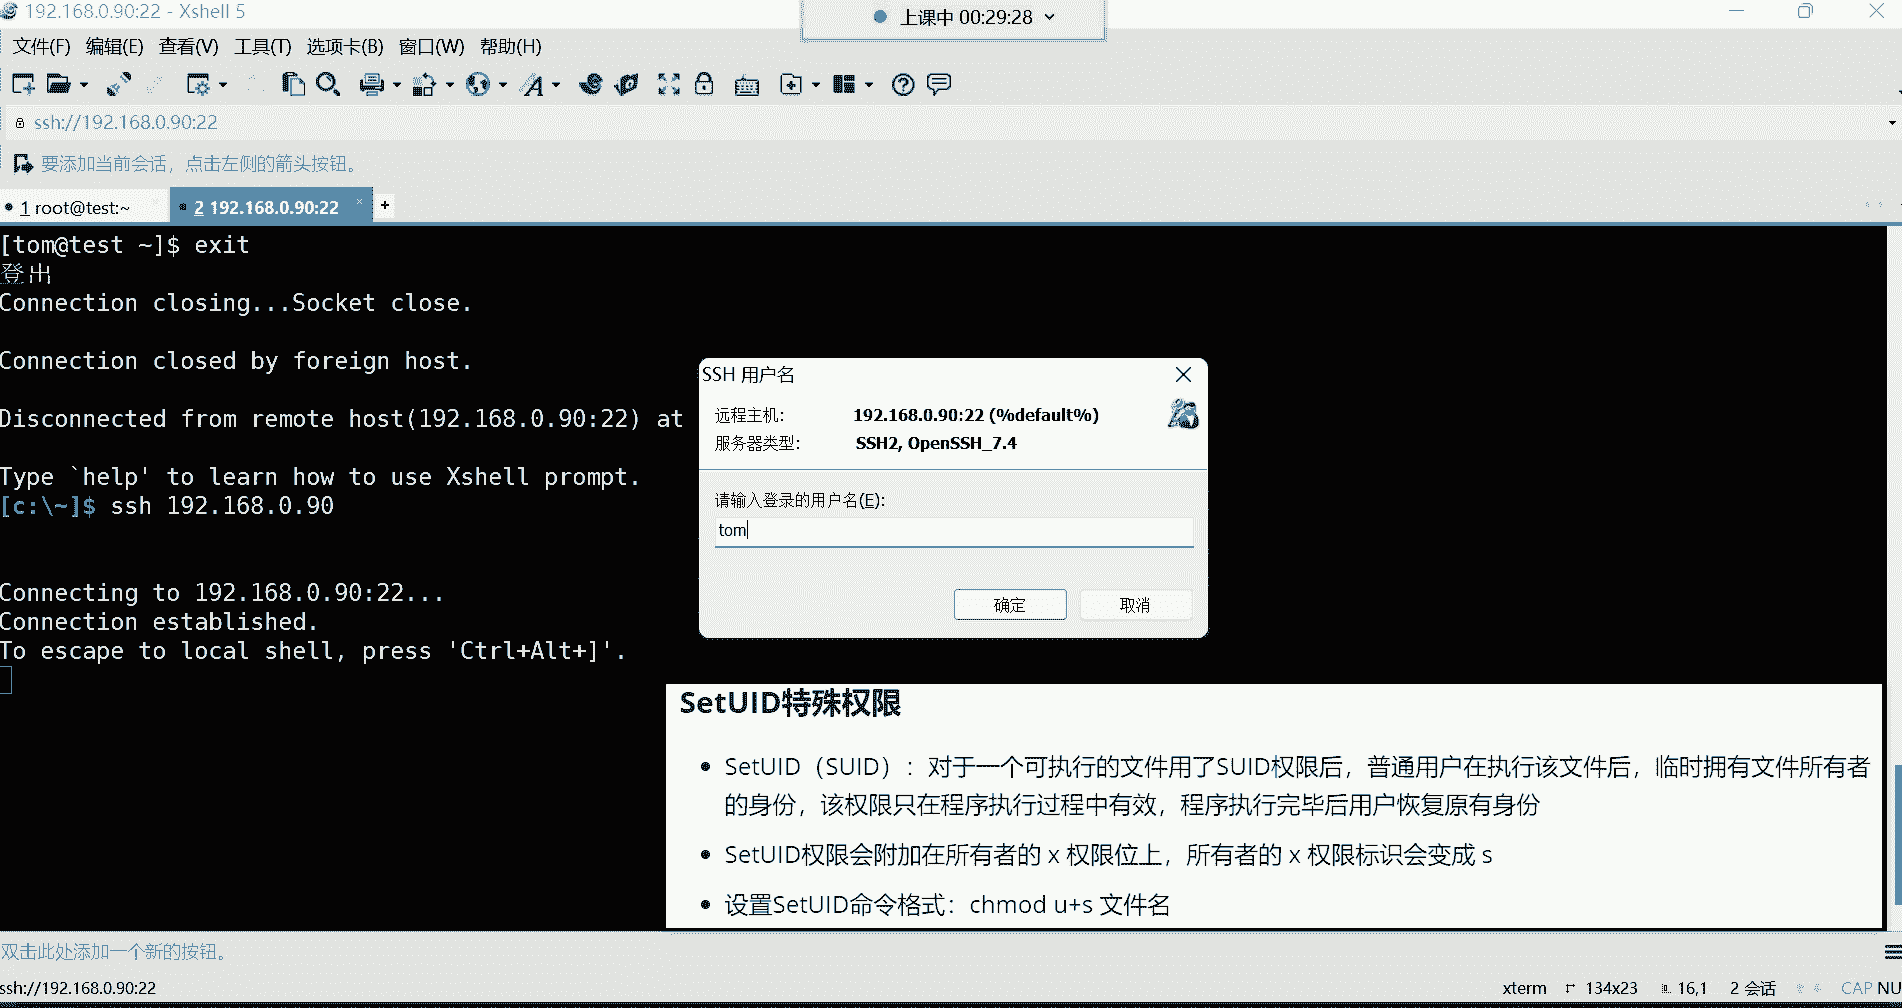 192.168.0.90:22 - Xshell 5
上课中 00:29:28
文件(F) 编辑(E) 查看(V) 工具(T) 选项卡(B) 窗口(W) 帮助(H)
ssh://192.168.0.90:22
要添加当前会话，点击左侧的箭头按钮。
1 root@test:~ × 2 192.168.0.90:22 × +
[tom@test ~]$ exit
登出
Connection closing...Socket close.
Connection closed by foreign host.
Disconnected from remote host(192.168.0.90:22) at
Type `help' to learn how to use Xshell prompt.
[c:\~]$ ssh 192.168.0.90
Connecting to 192.168.0.90:22...
Connection established.
To escape to local shell, press 'Ctrl+Alt+]'.
SSH 用户名
远程主机: 192.168.0.90:22 (%default%)
服务器类型: SSH2, OpenSSH_7.4
请输入登录的用户名(E):
tom
确定 取消
SetUID特殊权限
• SetUID（SUID）：对于一个可执行的文件用了SUID权限后，普通用户在执行该文件后，临时拥有文件所有者
的身份，该权限只在程序执行过程中有效，程序执行完毕后用户恢复原有身份
• SetUID权限会附加在所有者的 x 权限位上，所有者的 x 权限标识会变成 s
• 设置SetUID命令格式：chmod u+s 文件名
双击此处添加一个新的按钮。
ssh://192.168.0.90:22 xterm 134x23 16,1 2 会话 CAP NU